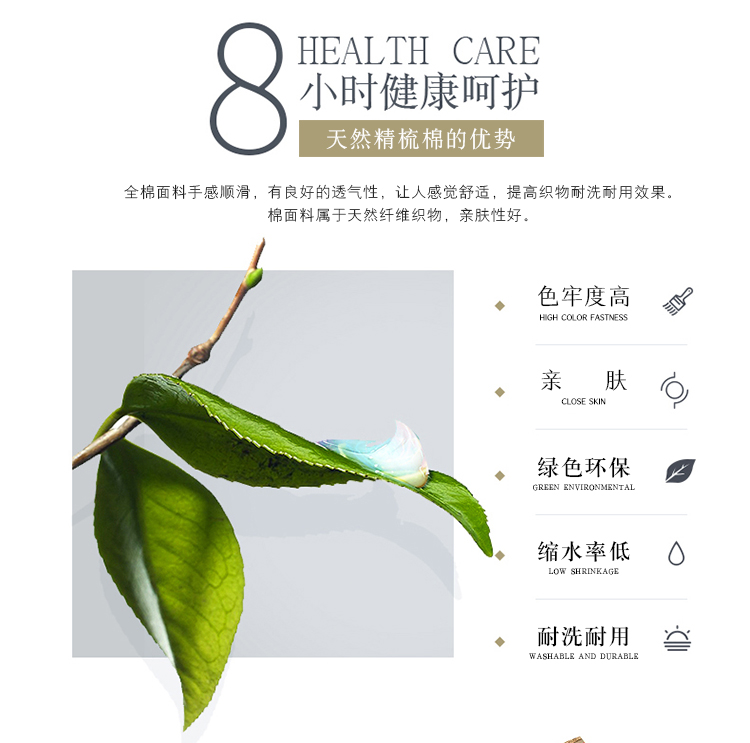 8
HEALTH CARE
小时健康呵护
天然精梳棉的优势
全棉面料手感顺滑，有良好的透气性，让人感觉舒适，提高织物耐洗耐用效果。
棉面料属于天然纤维织物，亲肤性好。
色牢度高
HIGH COLOR FASTNESS
亲 肤
CLOSE SKIN
绿色环保
GREEN ENVIRONMENTAL
缩水率低
LOW SHRINKAGE
耐洗耐用
WASHABLE AND DURABLE